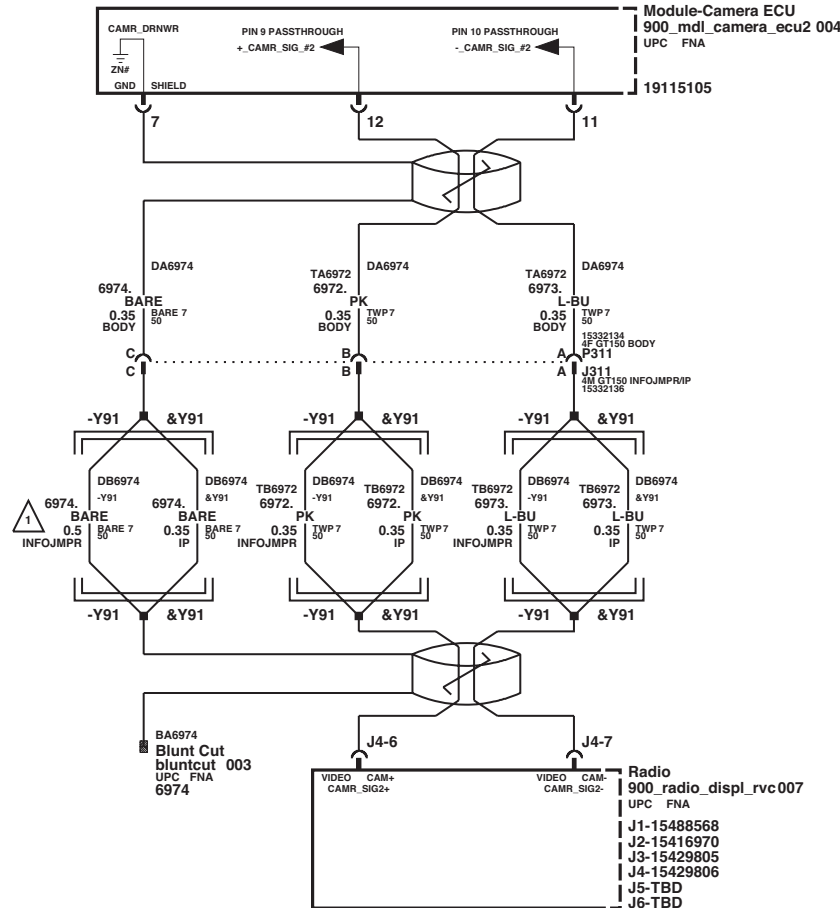 Module-Camera ECU
900_mdl_camera_ecu2 004
UPC FNA
19115105
CAMR_DRNWR
ZN#
GND SHIELD
PIN 9 PASSTHROUGH
+_CAMR_SIG_#2
PIN 10 PASSTHROUGH
-_CAMR_SIG_#2
7
12
11
DA6974
6974.
BARE
0.35 BARE 7
BODY 50
TA6972 DA6974
6972.
PK
0.35 TWP 7
BODY 50
TA6972 DA6974
6973.
L-BU
0.35 TWP 7
BODY 50
15332134
4F GT150 BODY
C B A P311
C B A J311
4M GT150 INFOJMPR/IP
15332136
-Y91 &Y91 -Y91 &Y91 -Y91 &Y91
1
DB6974
-Y91
6974.
BARE
0.5 BARE 7
INFOJMPR 50
DB6974
&Y91
6974.
BARE
0.35 BARE 7
IP 50
TB6972 DB6974
-Y91
6972.
PK
0.35 TWP 7
INFOJMPR 50
TB6972 DB6974
&Y91
6972.
PK
0.35 TWP 7
IP 50
TB6972 DB6974
-Y91
6973.
L-BU
0.35 TWP 7
INFOJMPR 50
TB6972 DB6974
&Y91
6973.
L-BU
0.35 TWP 7
IP 50
-Y91 &Y91 -Y91 &Y91 -Y91 &Y91
BA6974
Blunt Cut
bluntcut 003
UPC FNA
6974
J4-6
J4-7
VIDEO CAM+
CAMR_SIG2+
VIDEO CAM-
CAMR_SIG2-
Radio
900_radio_displ_rvc 007
UPC FNA
J1-15488568
J2-15416970
J3-15429805
J4-15429806
J5-TBD
J6-TBD